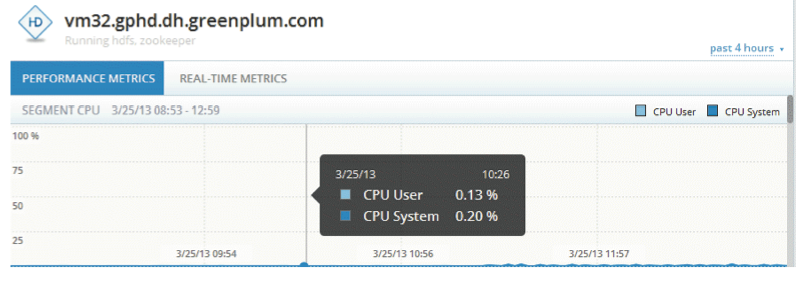 HD
vm32.gphd.dh.greenplum.com
Running hdfs, zookeeper
past 4 hours
PERFORMANCE METRICS REAL-TIME METRICS
SEGMENT CPU 3/25/13 08:53 - 12:59 CPU User CPU System
100 %
75
3/25/13 10:26
CPU User 0.13 %
50
CPU System 0.20 %
25
3/25/13 09:54 3/25/13 10:56 3/25/13 11:57